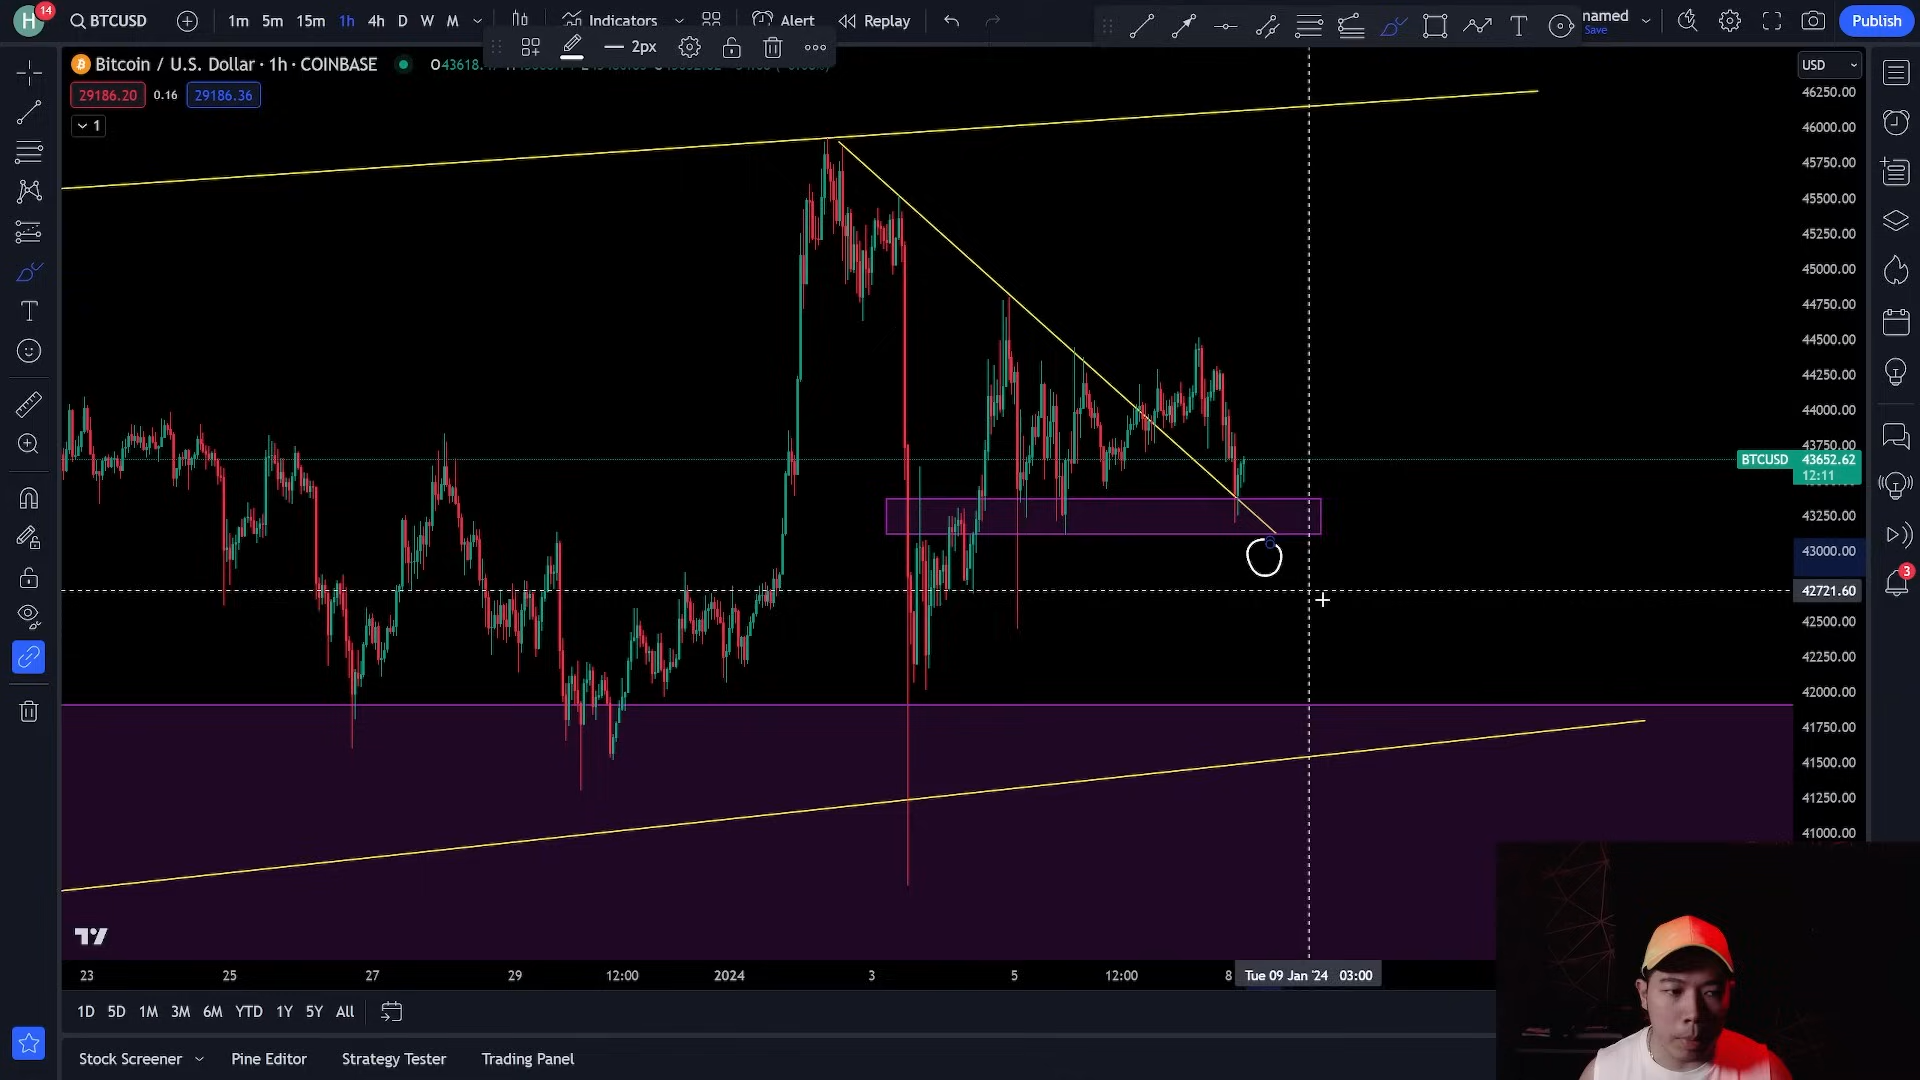 H 14 BTCUSD 1m 5m 15m 1h 4h D W M Indicators Alert Replay named Save Publish
2px
Bitcoin / U.S. Dollar · 1h · COINBASE O43618.
USD
29186.20 0.16 29186.36
1
46250.00
46000.00
45750.00
45500.00
45250.00
45000.00
44750.00
44500.00
44250.00
44000.00
43750.00
BTCUSD 43652.62
12:11
43250.00
43000.00
42721.60
42500.00
42250.00
42000.00
41750.00
41500.00
41250.00
41000.00
3
23 25 27 29 12:00 2024 3 5 12:00 8 Tue 09 Jan '24 03:00
1D 5D 1M 3M 6M YTD 1Y 5Y All
Stock Screener Pine Editor Strategy Tester Trading Panel